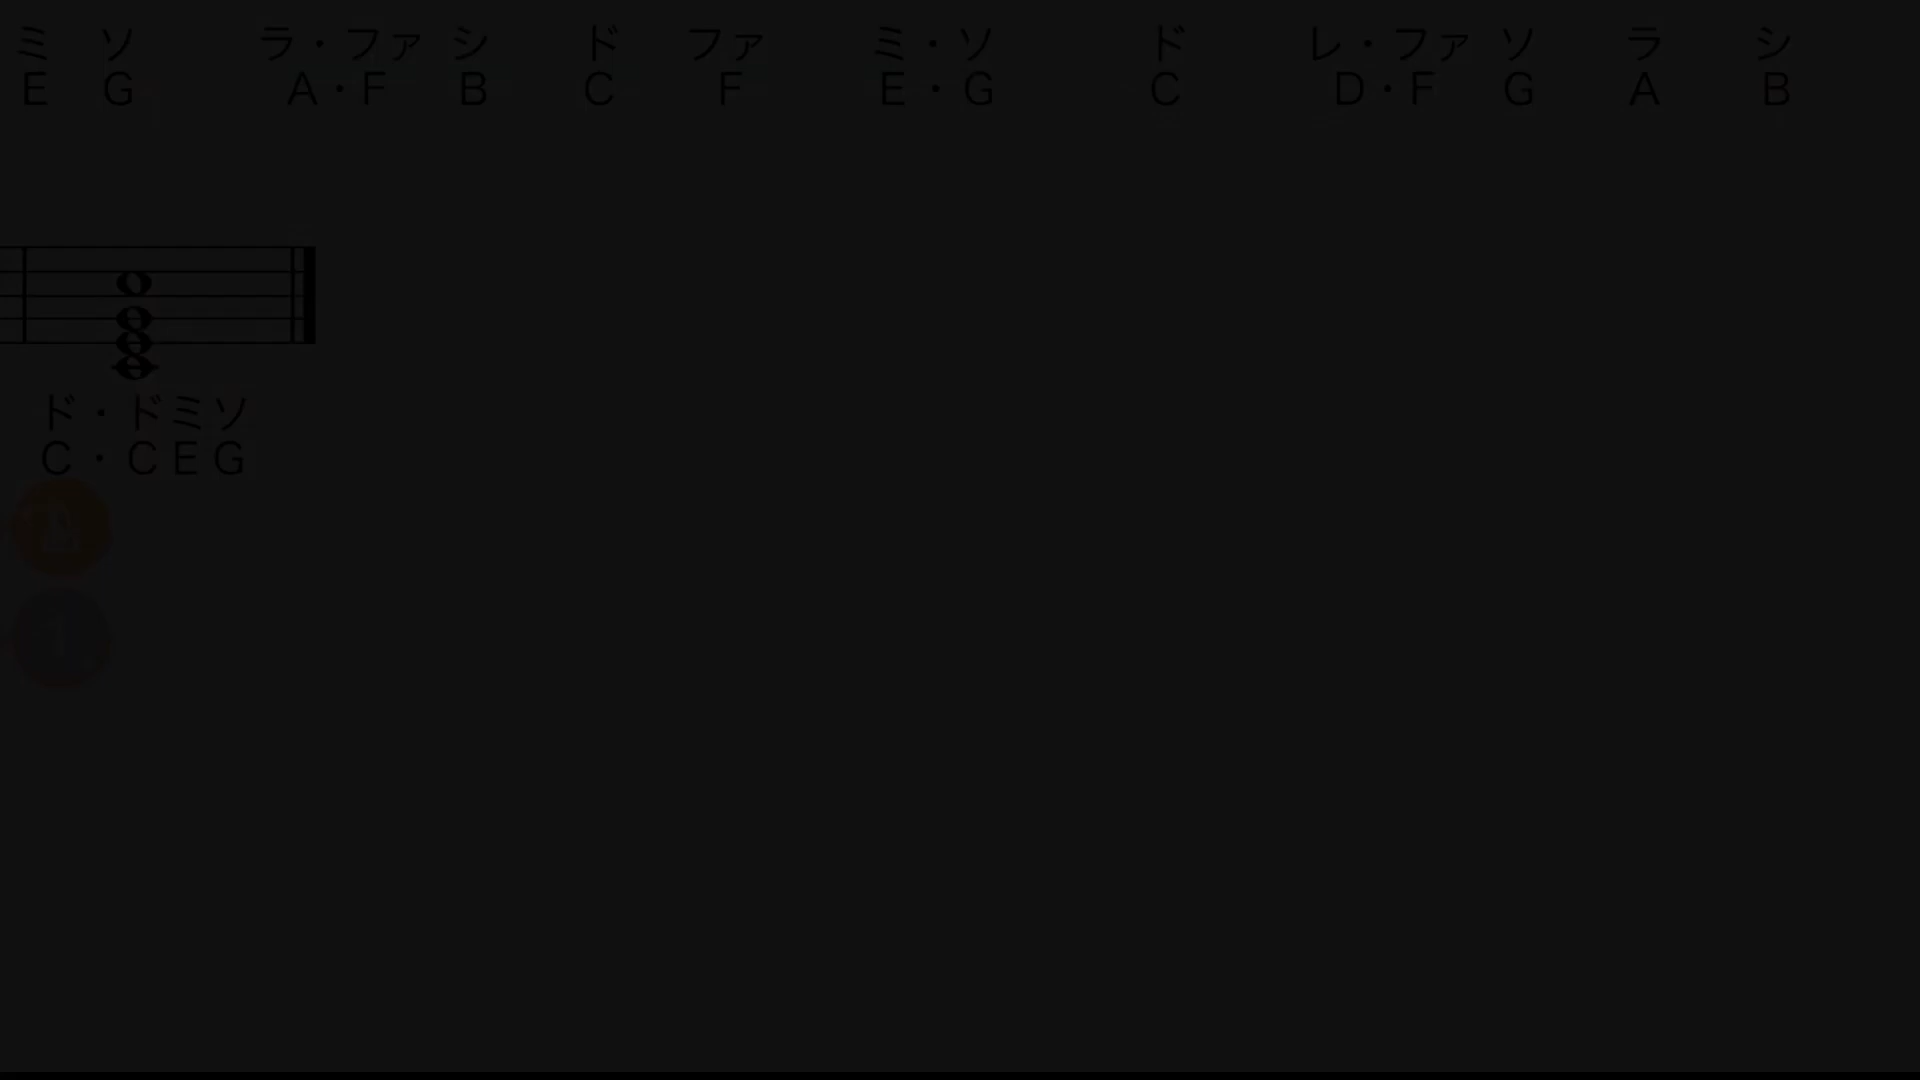 ミ ソ ラ・ファ シ ド ファ ミ・ソ ド レ・ファ ソ ラ シ
E G A・F B C F E・G C D・F G A B
ド・ドミソ
C・CEG